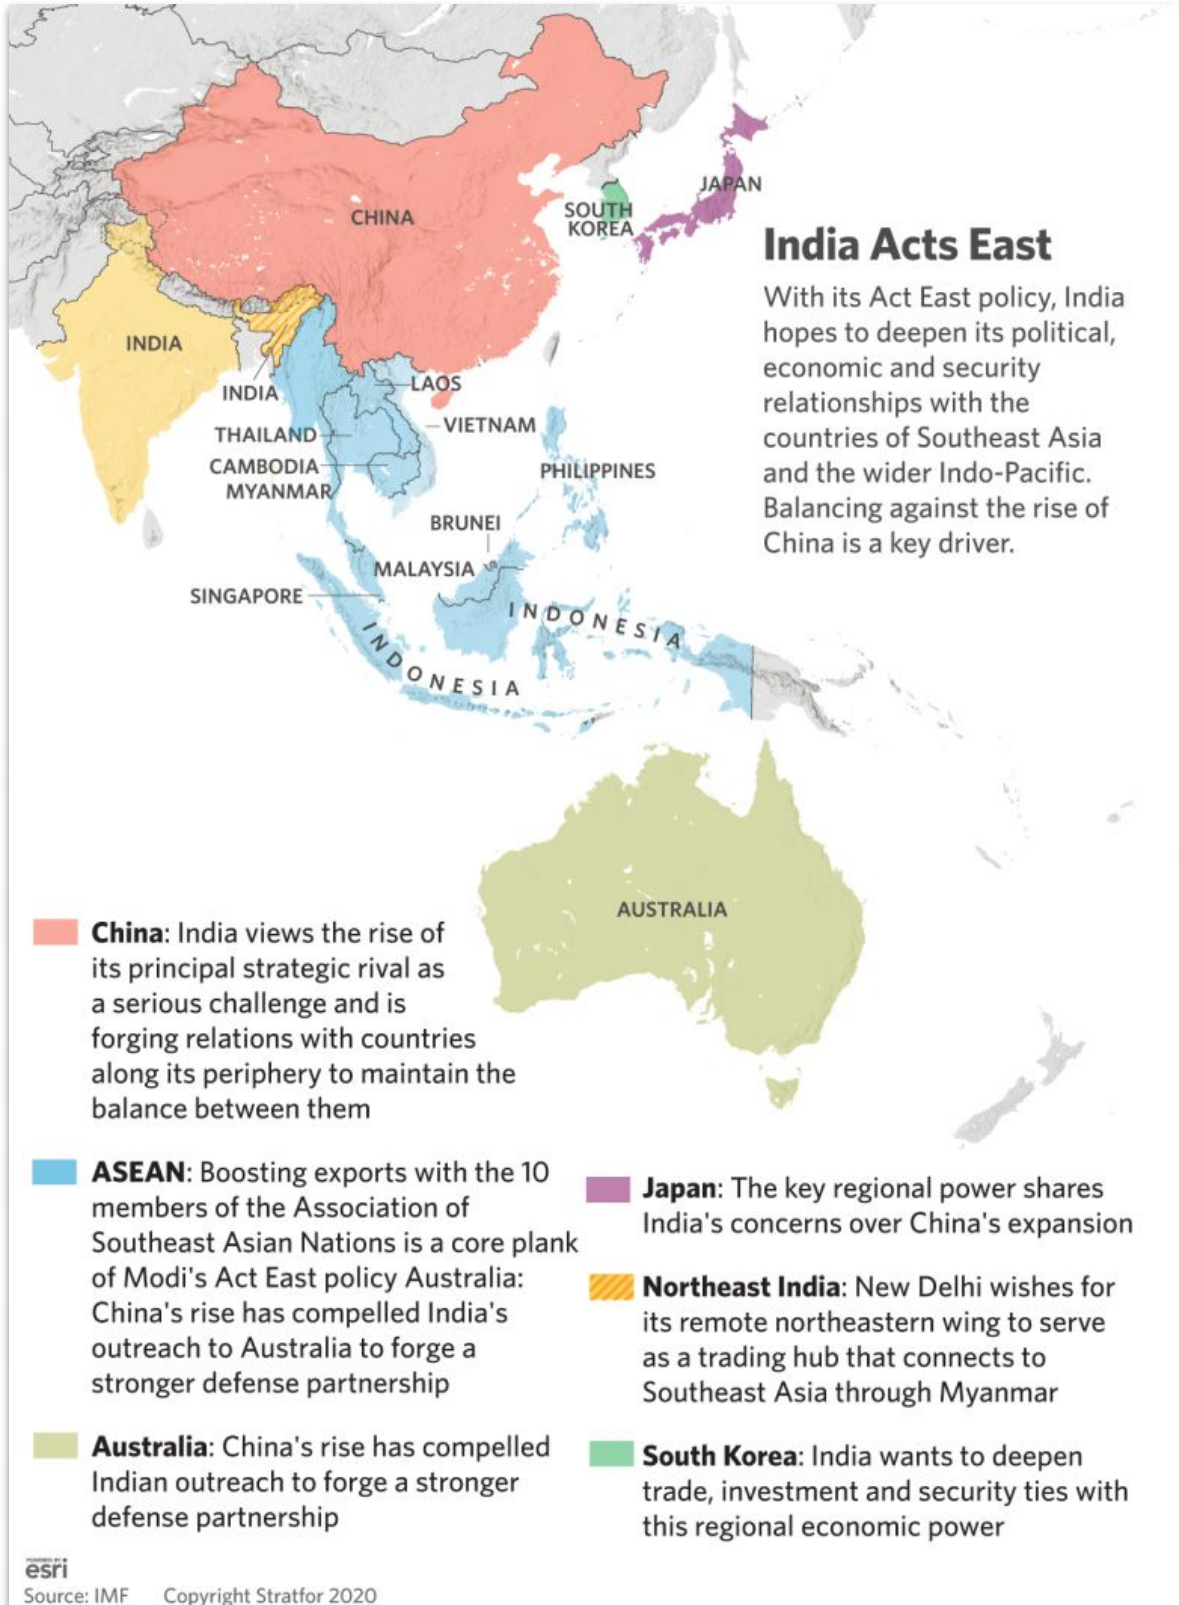 CHINA
JAPAN
SOUTH
KOREA
India Acts East
With its Act East policy, India
hopes to deepen its political,
economic and security
relationships with the
countries of Southeast Asia
and the wider Indo-Pacific.
Balancing against the rise of
China is a key driver.
INDIA
INDIA
LAOS
THAILAND
VIETNAM
CAMBODIA
MYANMAR
PHILIPPINES
BRUNEI
MALAYSIA
SINGAPORE
INDONESIA
INDONESIA
AUSTRALIA
China: India views the rise of
its principal strategic rival as
a serious challenge and is
forging relations with countries
along its periphery to maintain the
balance between them
ASEAN: Boosting exports with the 10
members of the Association of
Southeast Asian Nations is a core plank
of Modi's Act East policy Australia:
China's rise has compelled India's
outreach to Australia to forge a
stronger defense partnership
Australia: China's rise has compelled
Indian outreach to forge a stronger
defense partnership
Japan: The key regional power shares
India's concerns over China's expansion
Northeast India: New Delhi wishes for
its remote northeastern wing to serve
as a trading hub that connects to
Southeast Asia through Myanmar
South Korea: India wants to deepen
trade, investment and security ties with
this regional economic power
POWERED BY
esri
Source: IMF Copyright Stratfor 2020